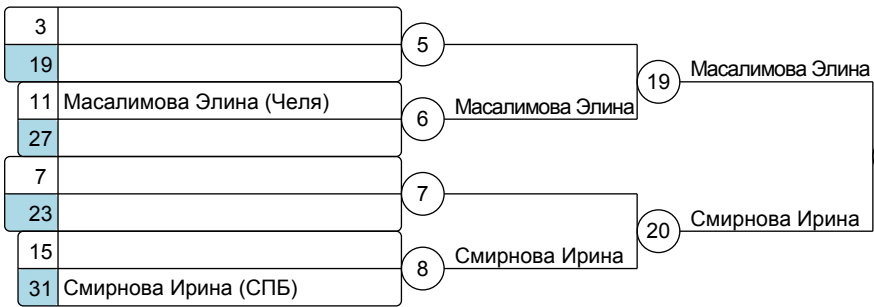 3
5
19
19 Масалимова Элина
11 Масалимова Элина (Челя)
6 Масалимова Элина
27
7
7
23
20 Смирнова Ирина
15
8 Смирнова Ирина
31 Смирнова Ирина (СПБ)